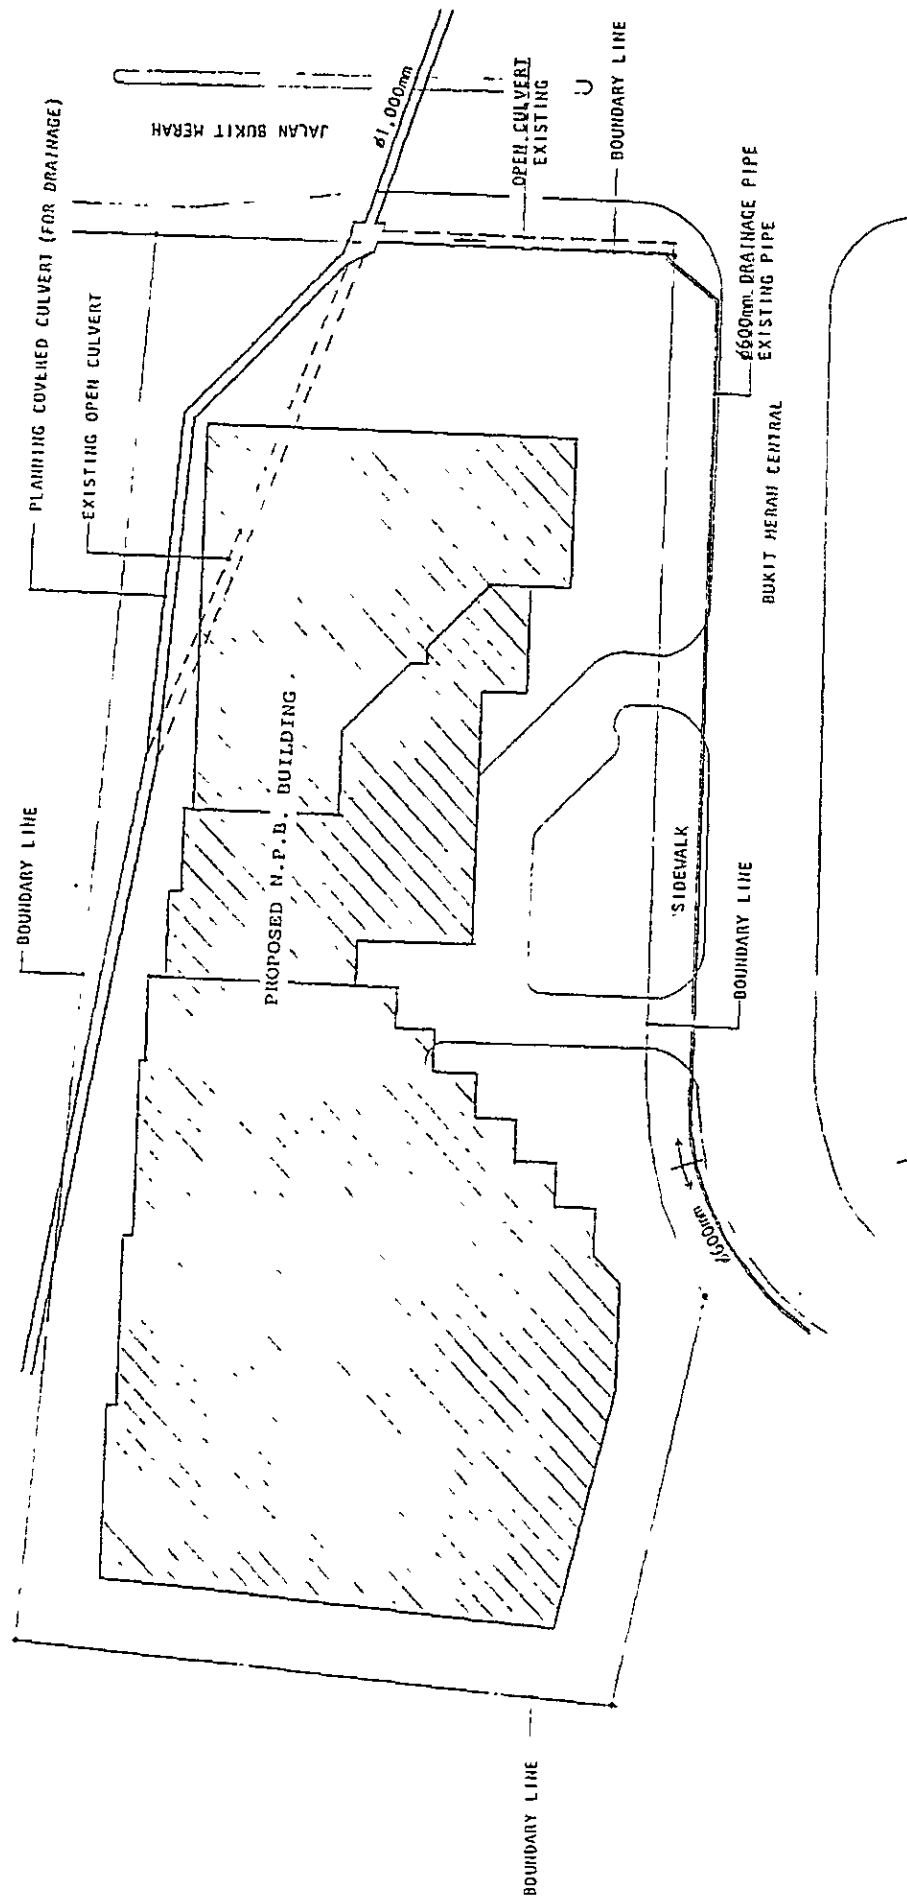 PLANNING COVERED CULVERT (FOR DRAINAGE)
EXISTING OPEN CULVERT
BOUNDARY LINE
JALAN BUKIT MERAH
ø1,000mm
OPEN CULVERT
EXISTING
BOUNDARY LINE
ø600mm DRAINAGE PIPE
EXISTING PIPE
BUKIT MERAH CENTRAL
PROPOSED N.P.B. BUILDING
SIDEWALK
BOUNDARY LINE
ø600mm
BOUNDARY LINE